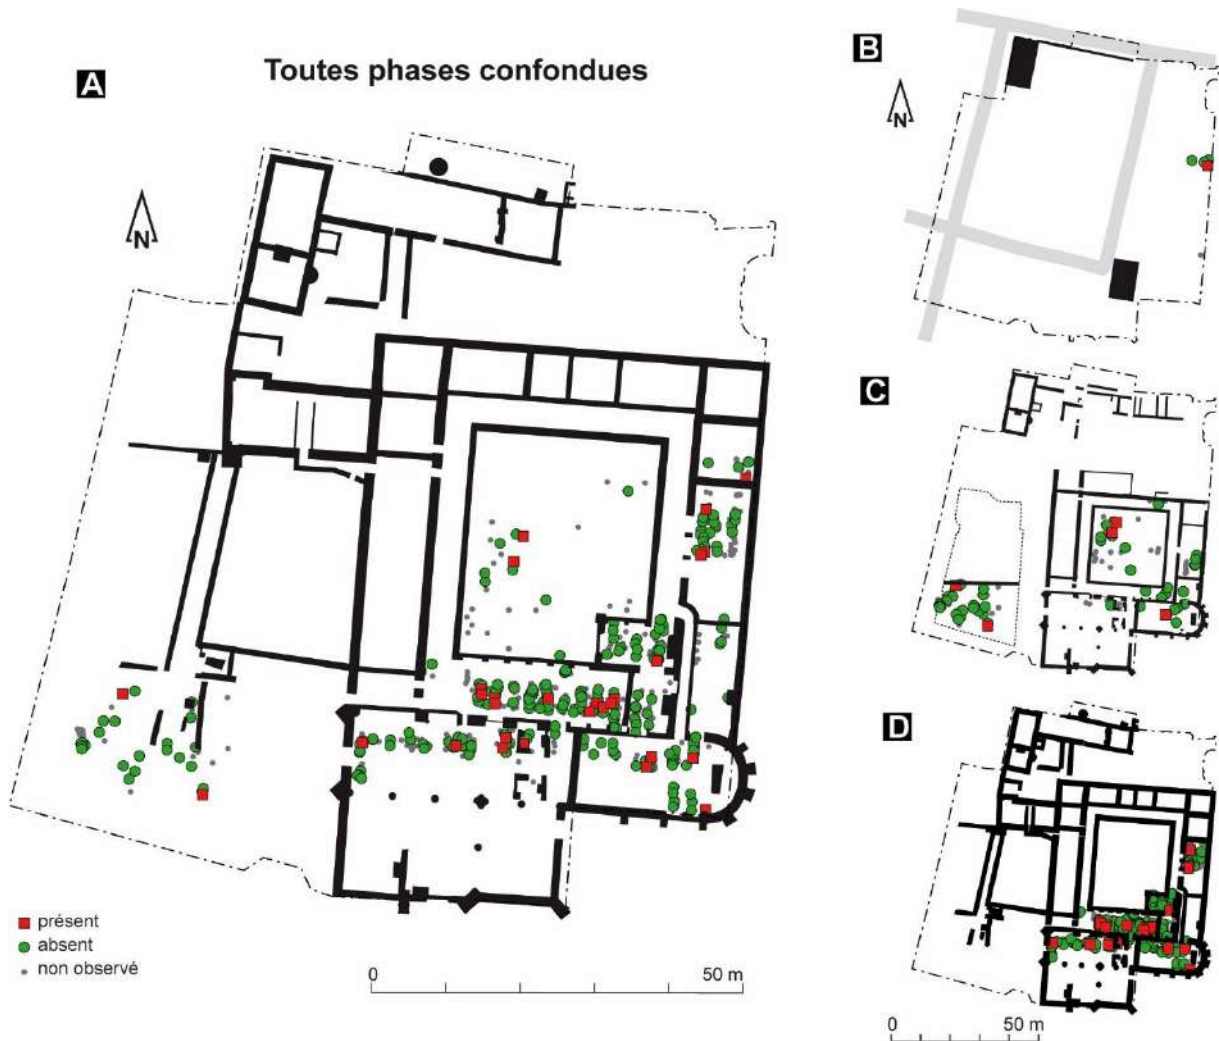 A
Toutes phases confondues
N
présent
absent
non observé
0 50 m
B
N
C
D
0 50 m